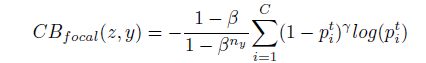 CB_{focal}(z, y) = -\frac{1 - \beta}{1 - \beta^{n_y}} \sum_{i=1}^{C} (1 - p_i^t)^\gamma log(p_i^t)